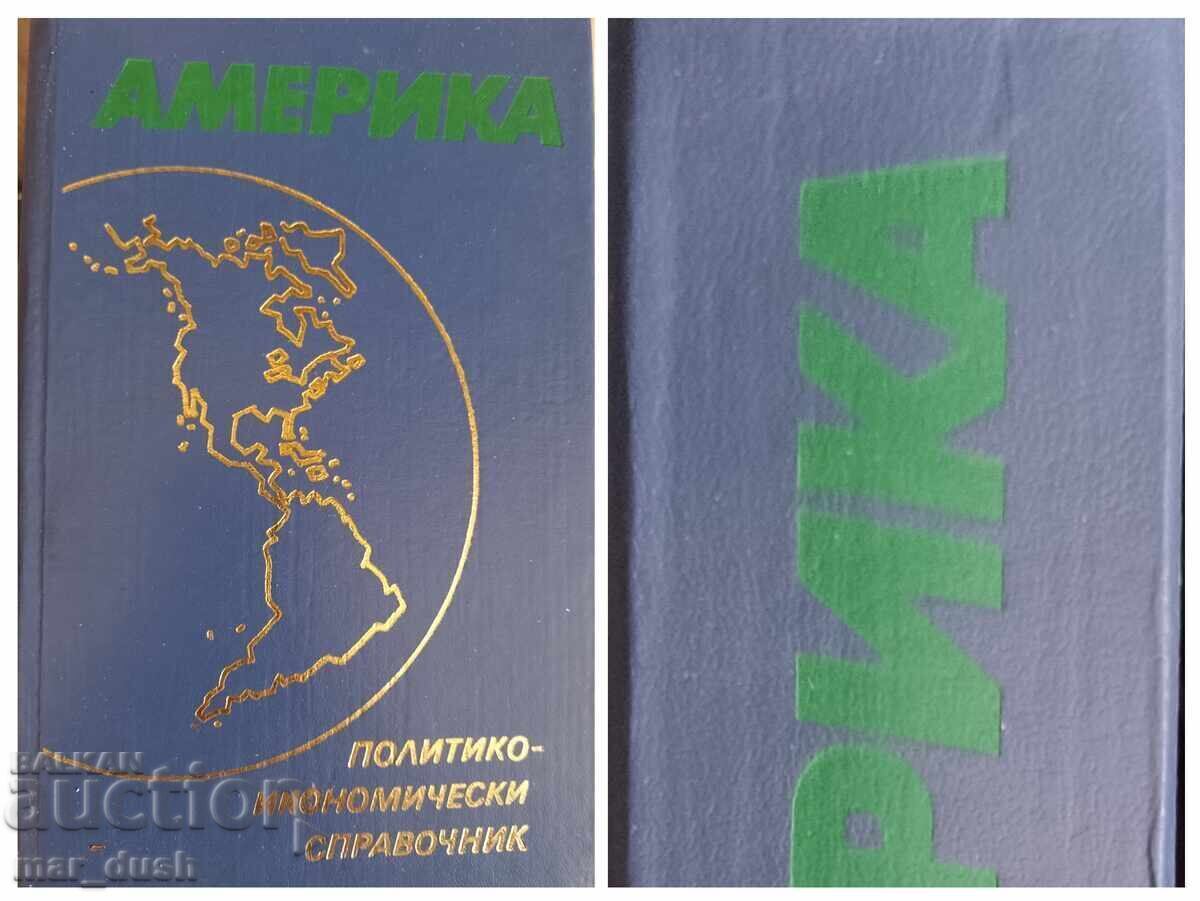 АМЕРИКА
ПОЛИТИКО-
ИКОНОМИЧЕСКИ
СПРАВОЧНИК
BALKAN
auction
mar_dush
РИКА